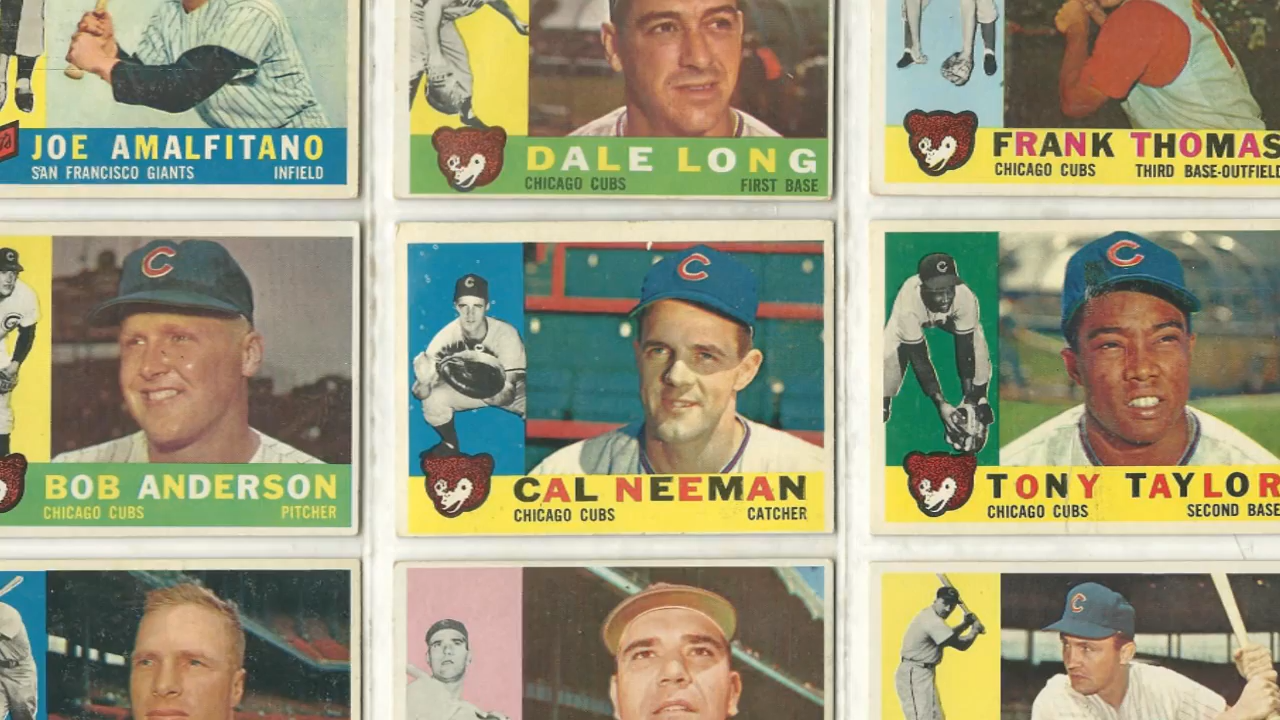 JOE AMALFITANO
SAN FRANCISCO GIANTS INFIELD
DALE LONG
CHICAGO CUBS FIRST BASE
FRANK THOMAS
CHICAGO CUBS THIRD BASE-OUTFIELD
C
BOB ANDERSON
CHICAGO CUBS PITCHER
C
CAL NEEMAN
CHICAGO CUBS CATCHER
C
TONY TAYLOR
CHICAGO CUBS SECOND BASE
C